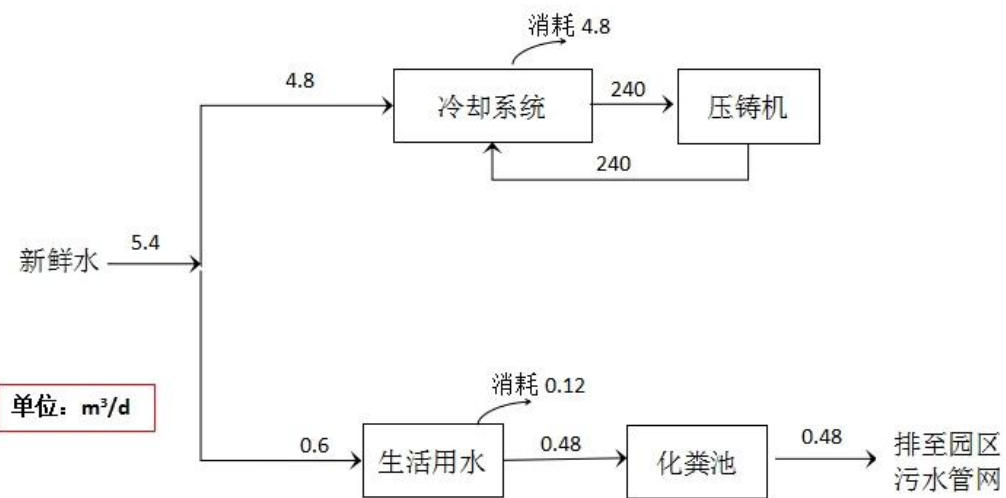 消耗 4.8
4.8
冷却系统
240
压铸机
240
新鲜水
5.4
单位：m³/d
消耗 0.12
0.6
生活用水
0.48
化粪池
0.48
排至园区
污水管网